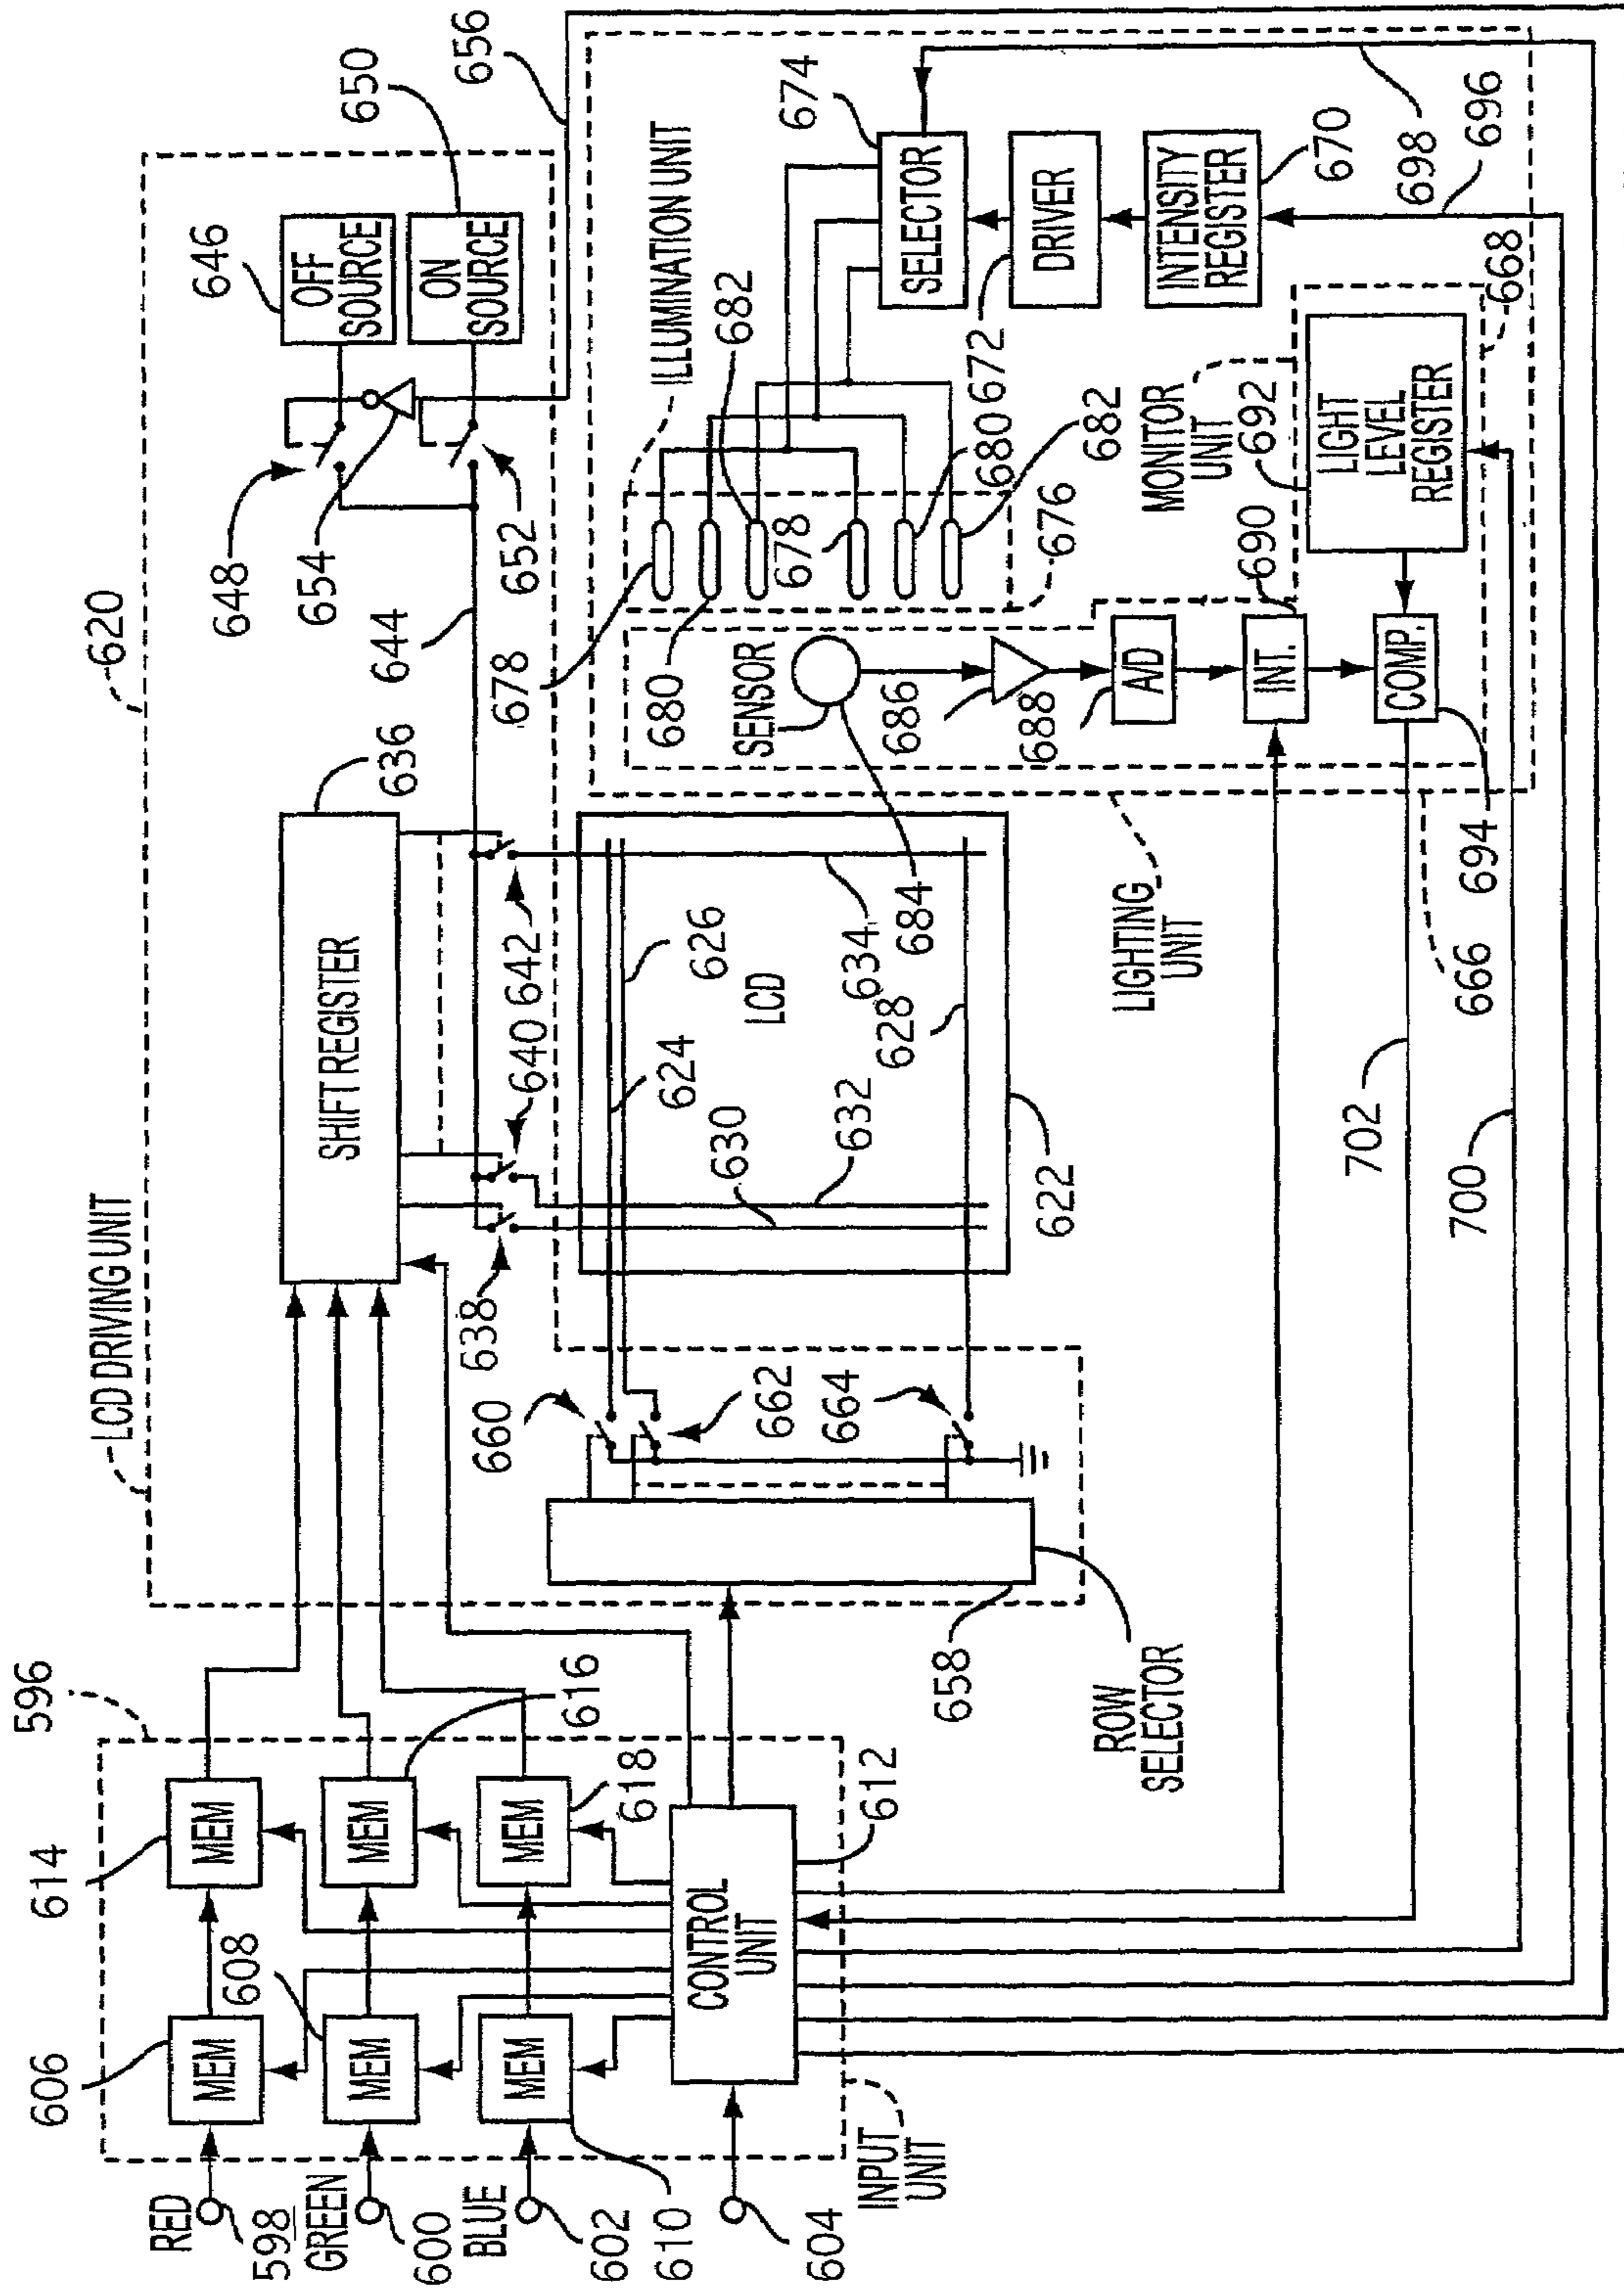 LCD DRIVING UNIT
620
596
614
606
RED
598
GREEN
600
BLUE
602
610
604
MEM
MEM
608
MEM
MEM
616
MEM
MEM
618
CONTROL
UNIT
612
INPUT
UNIT
SHIFT REGISTER
636
638
640
642
644
OFF
SOURCE
646
ON
SOURCE
650
648
654
652
656
660
662
664
658
ROW
SELECTOR
624
626
LCD
630
632
634
628
622
684
ILLUMINATION UNIT
678
680
682
678
680
682
676
SELECTOR
674
DRIVER
672
INTENSITY
REGISTER
670
698
696
SENSOR
686
688
A/D
INT.
690
COMP.
694
MONITOR
UNIT
692
LIGHT
LEVEL
REGISTER
668
LIGHTING
UNIT
666
702
700